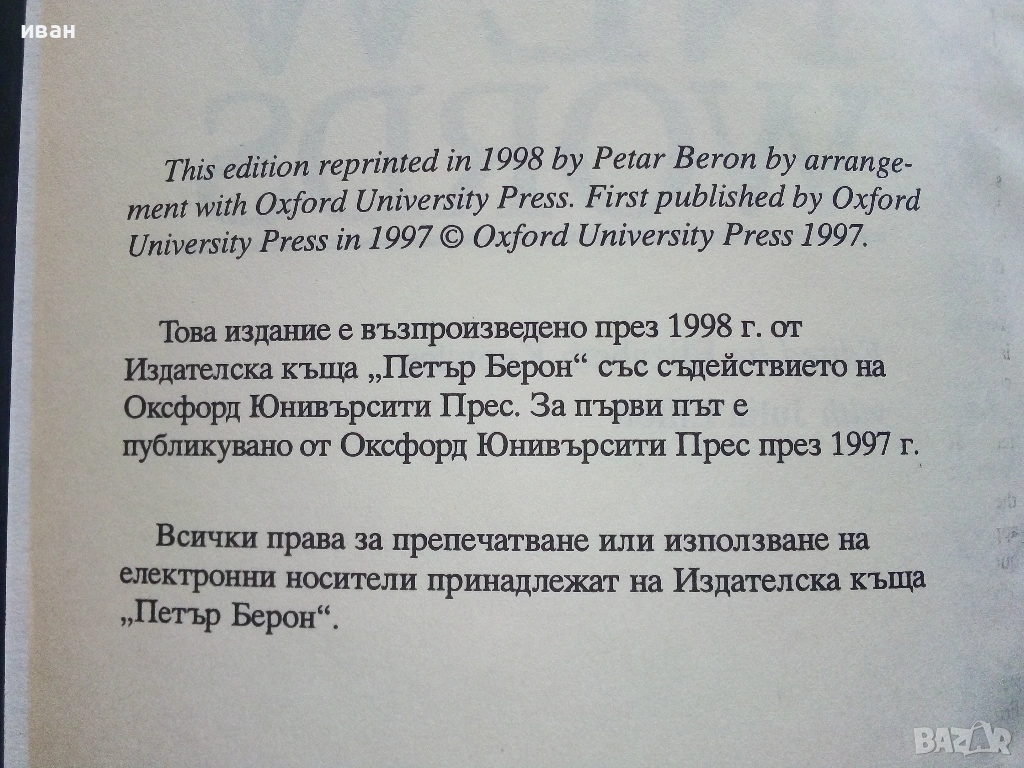 иван
This edition reprinted in 1998 by Petar Beron by arrange-
ment with Oxford University Press. First published by Oxford
University Press in 1997 © Oxford University Press 1997.
Това издание е възпроизведено през 1998 г. от
Издателска къща „Петър Берон“ със съдействието на
Оксфорд Юнивърсити Прес. За първи път е
публикувано от Оксфорд Юнивърсити Прес през 1997 г.
Всички права за препечатване или използване на
електронни носители принадлежат на Издателска къща
„Петър Берон“.
BAZAR